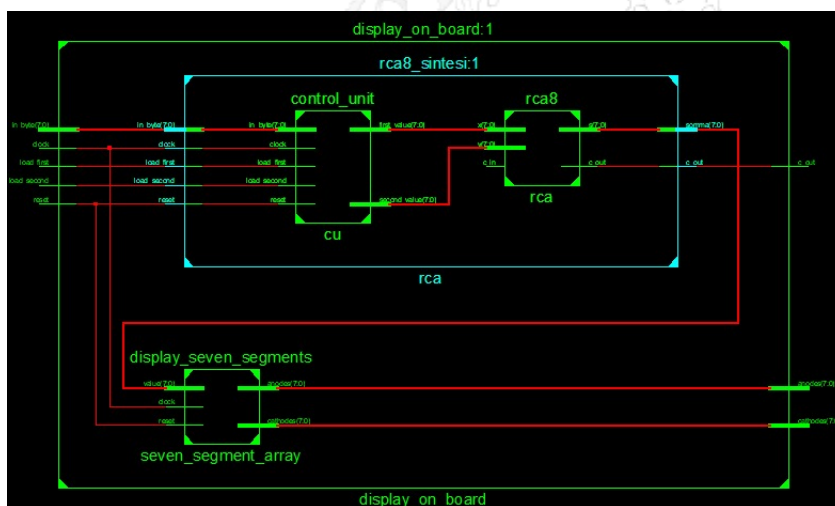 display_on_board:1
rca8_sintesi:1
control_unit
rca8
in byte(7:0) in byte(7:0) in byte(7:0) first value(7:0) x(7:0) s(7:0) somma(7:0)
clock clock clock y(7:0)
load first load first load first c_in c_out c_out c_out
load second load second load second
reset reset reset second value(7:0)
rca
cu
rca
display_seven_segments
value(7:0) anodes(7:0) anodes(7:0)
clock
reset cathodes(7:0) cathodes(7:0
seven_segment_array
display_on_board